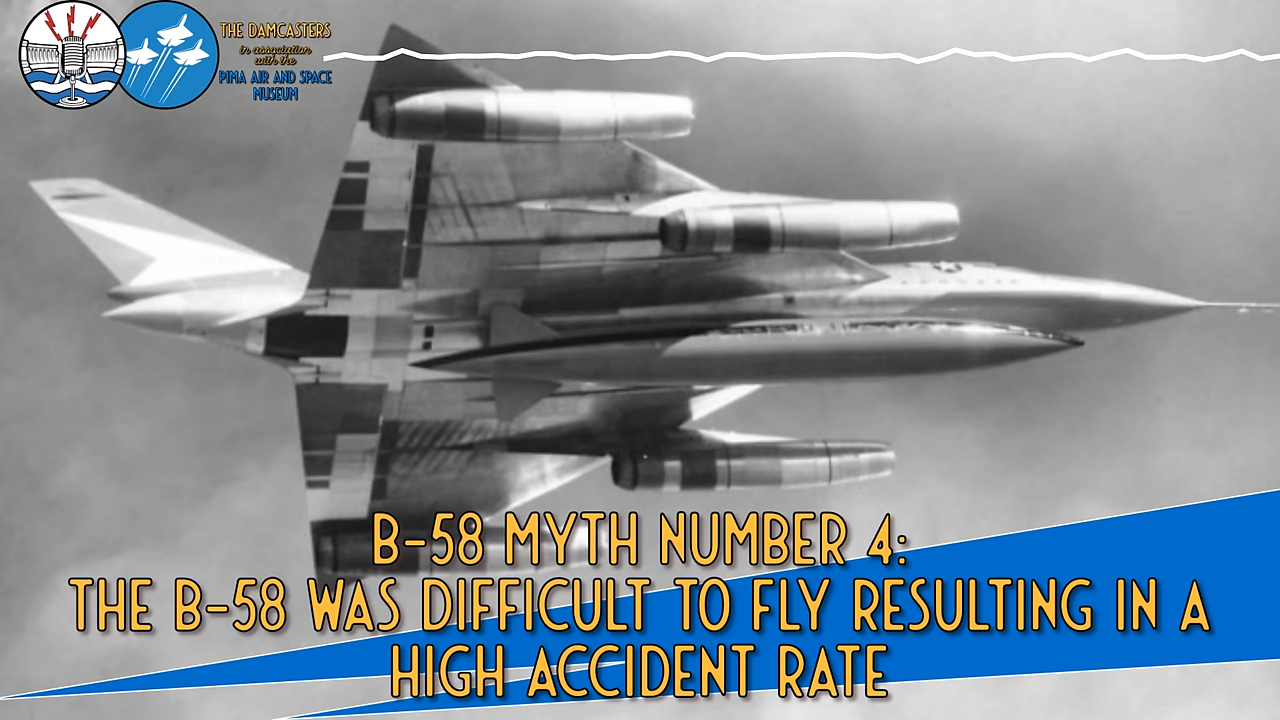 THE DAMCASTERS
in association
with the
PIMA AIR AND SPACE
MUSEUM
B-58 MYTH NUMBER 4:
THE B-58 WAS DIFFICULT TO FLY RESULTING IN A
HIGH ACCIDENT RATE